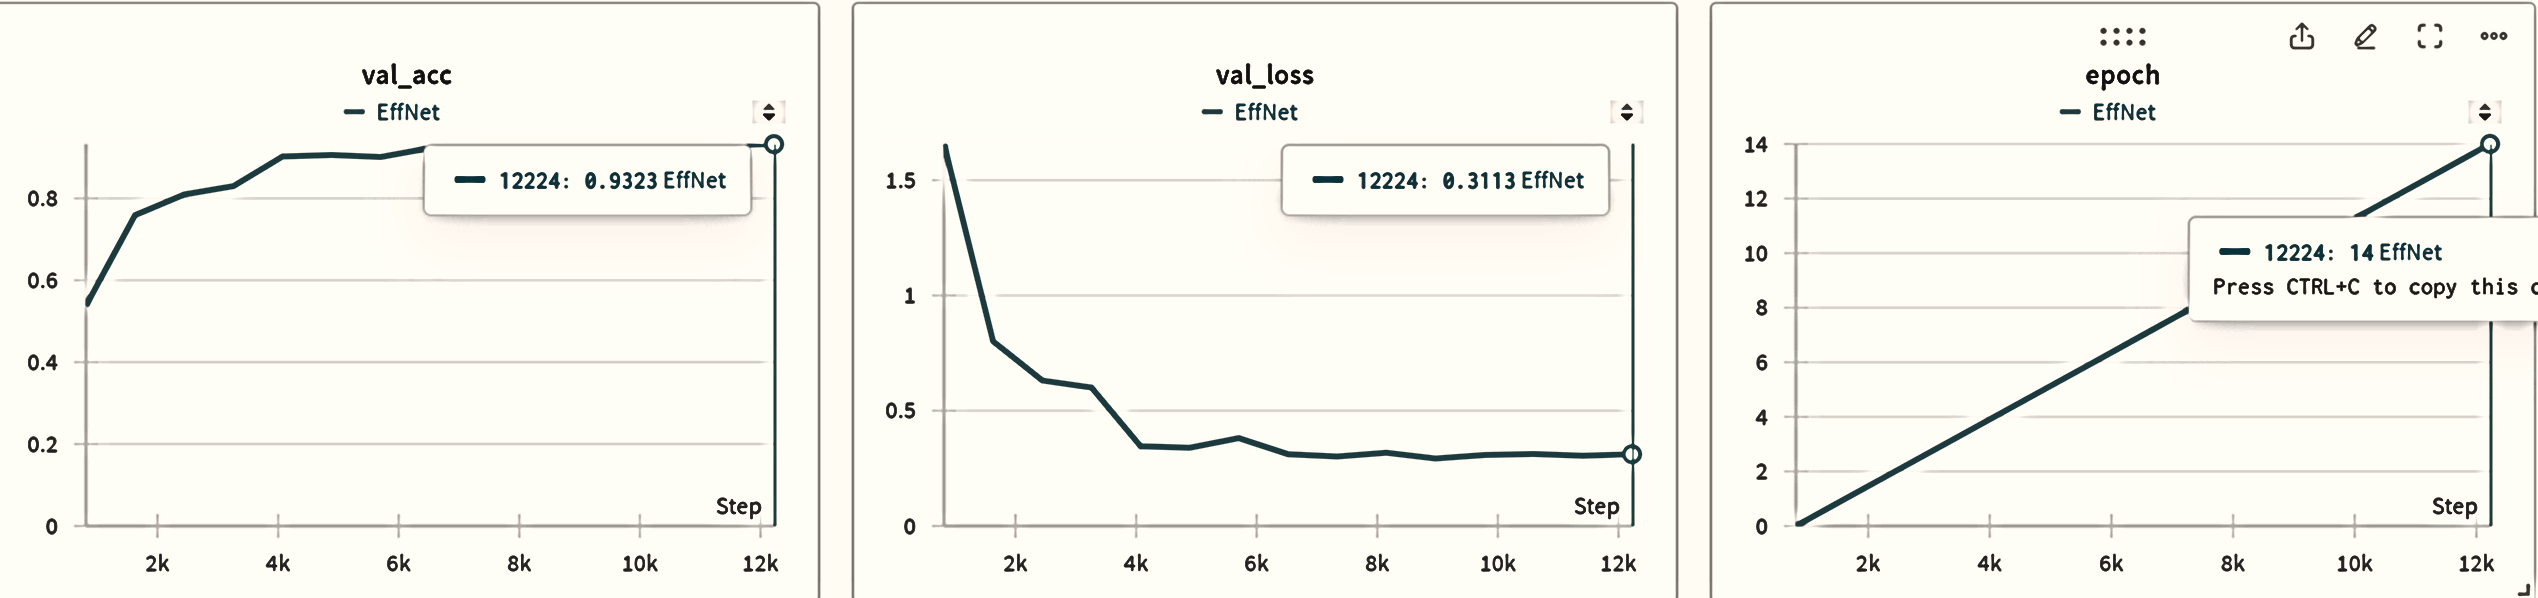 val_acc
EffNet
12224: 0.9323 EffNet
0.8
0.6
0.4
0.2
0
Step
2k 4k 6k 8k 10k 12k
val_loss
EffNet
12224: 0.3113 EffNet
1.5
1
0.5
0
Step
2k 4k 6k 8k 10k 12k
epoch
EffNet
14
12
10
8
6
4
2
0
12224: 14 EffNet
Press CTRL+C to copy this
Step
2k 4k 6k 8k 10k 12k